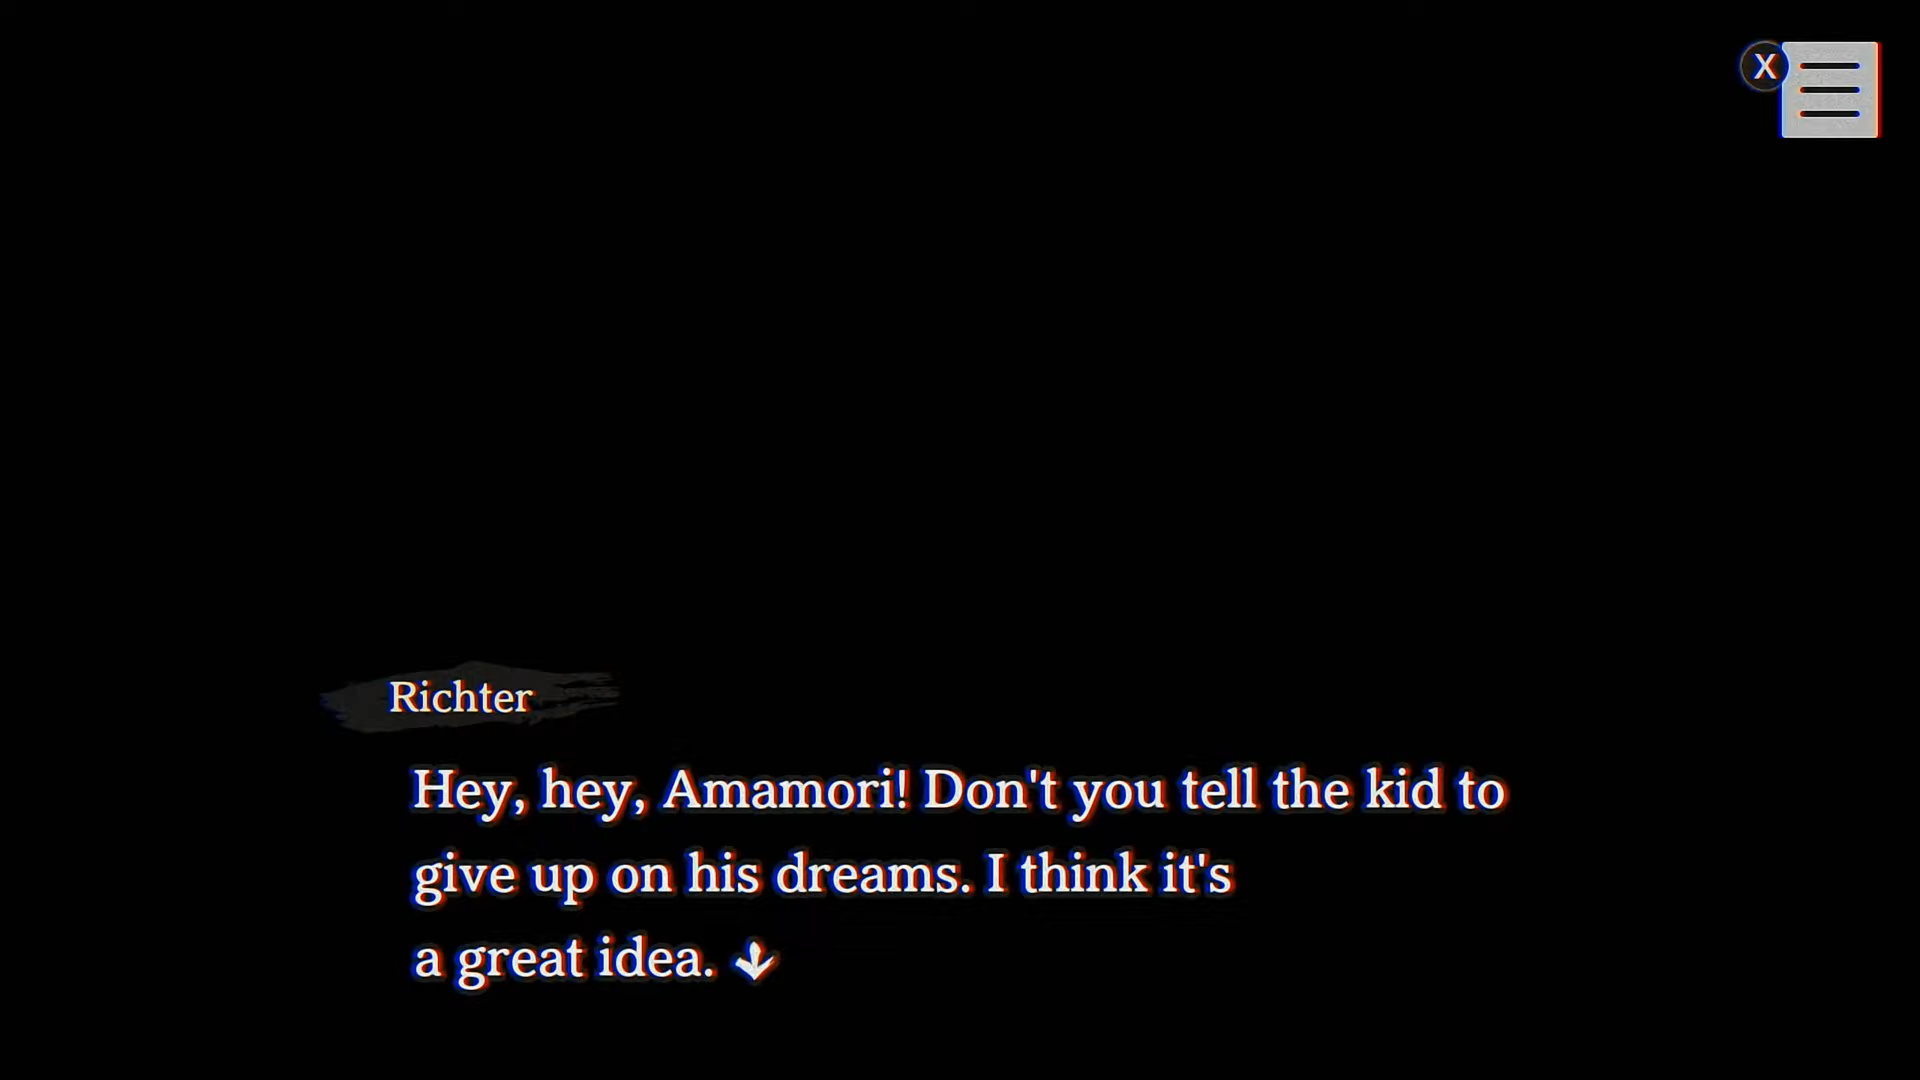 X
Richter
Hey, hey, Amamori! Don't you tell the kid to
give up on his dreams. I think it's
a great idea.